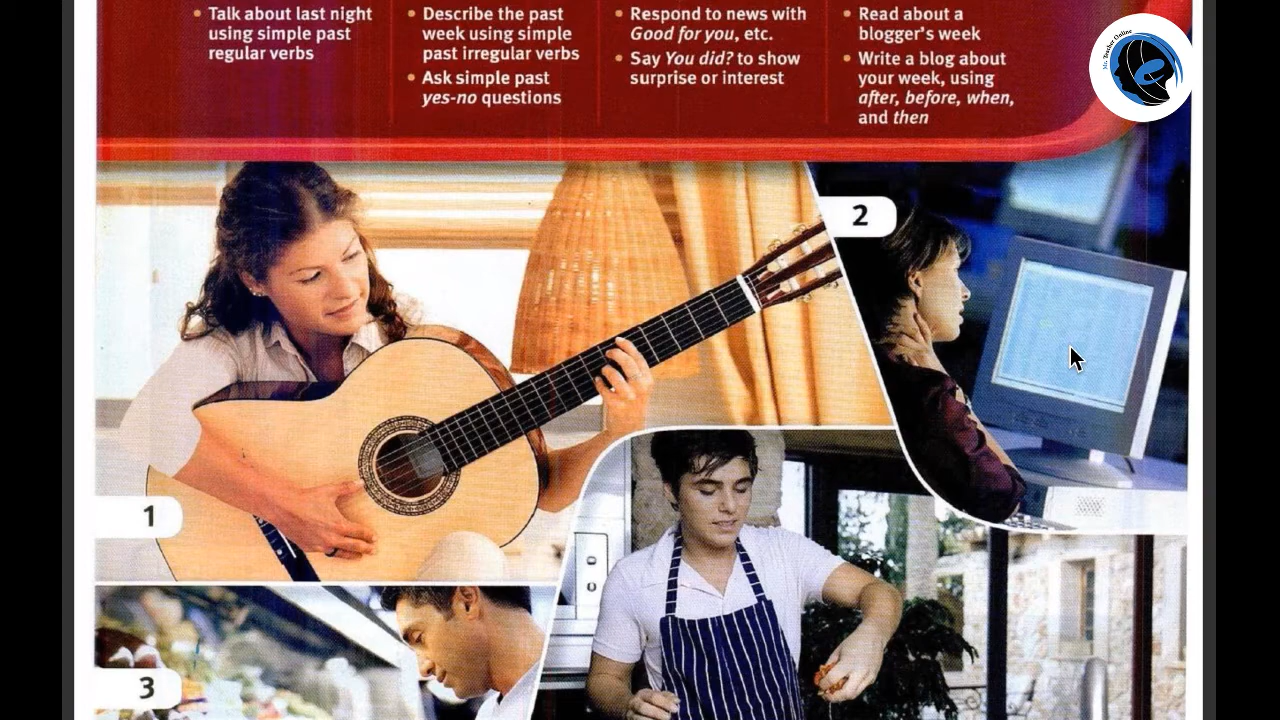 • Talk about last night
using simple past
regular verbs
• Describe the past
week using simple
past irregular verbs
• Ask simple past
yes-no questions
• Respond to news with
Good for you, etc.
• Say You did? to show
surprise or interest
• Read about a
blogger's week
• Write a blog about
your week, using
after, before, when,
and then
Mr. Teacher Online
2
1
3